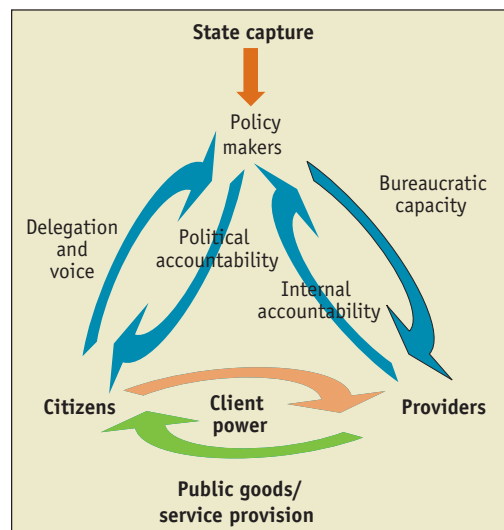 State capture
Policy
makers
Bureaucratic
capacity
Delegation
and
voice
Political
accountability
Internal
accountability
Citizens
Client
power
Providers
Public goods/
service provision